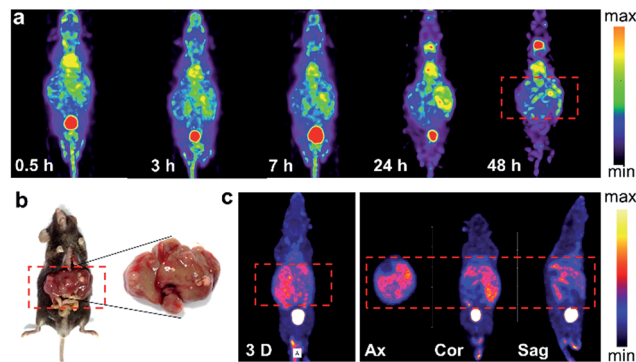 a
max
0.5 h
3 h
7 h
24 h
48 h
min
b
c
max
3 D
A
Ax
Cor
Sag
min